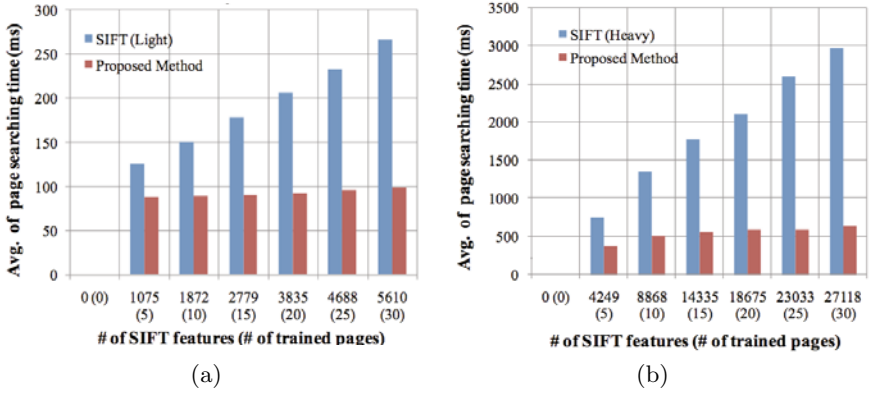 Avg. of page searching time (ms)
300
250
200
150
100
50
0
SIFT (Light)
Proposed Method
0 (0) 1075 1872 2779 3835 4688 5610
(5) (10) (15) (20) (25) (30)
# of SIFT features (# of trained pages)
(a)
Avg. of page searching time (ms)
3500
3000
2500
2000
1500
1000
500
0
SIFT (Heavy)
Proposed Method
0 (0) 4249 8868 14335 18675 23033 27118
(5) (10) (15) (20) (25) (30)
# of SIFT features (# of trained pages)
(b)